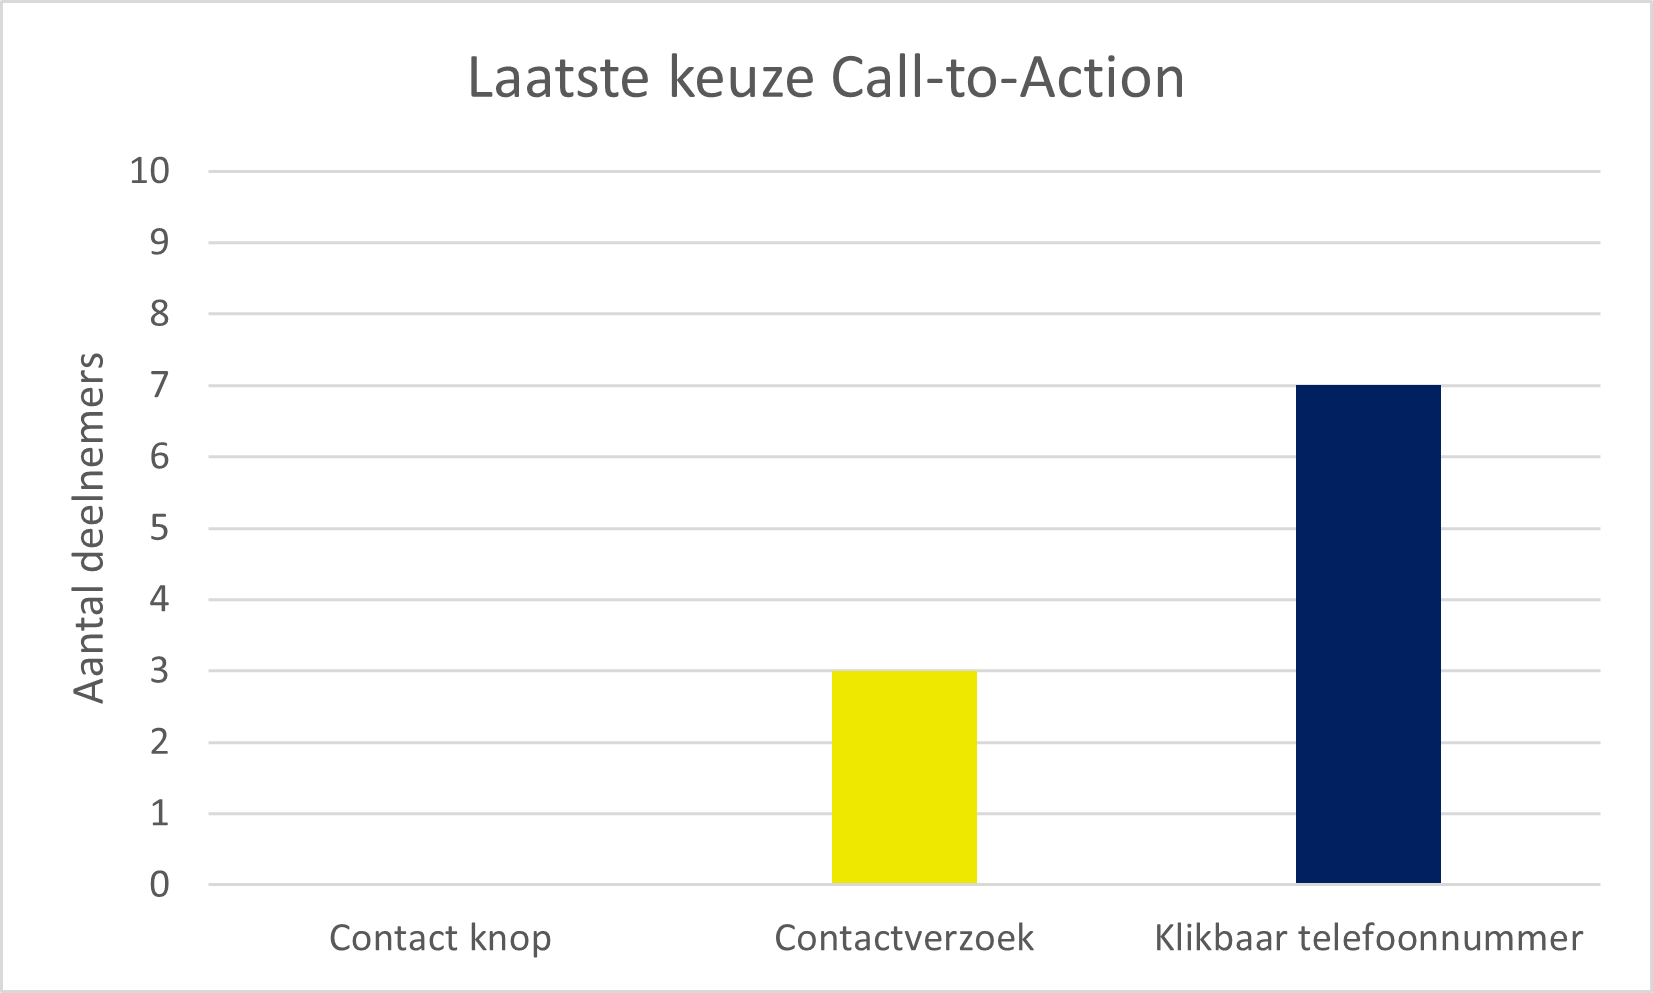 Laatste keuze Call-to-Action
Aantal deelnemers
10
9
8
7
6
5
4
3
2
1
0
Contact knop
Contactverzoek
Klikbaar telefoonnummer